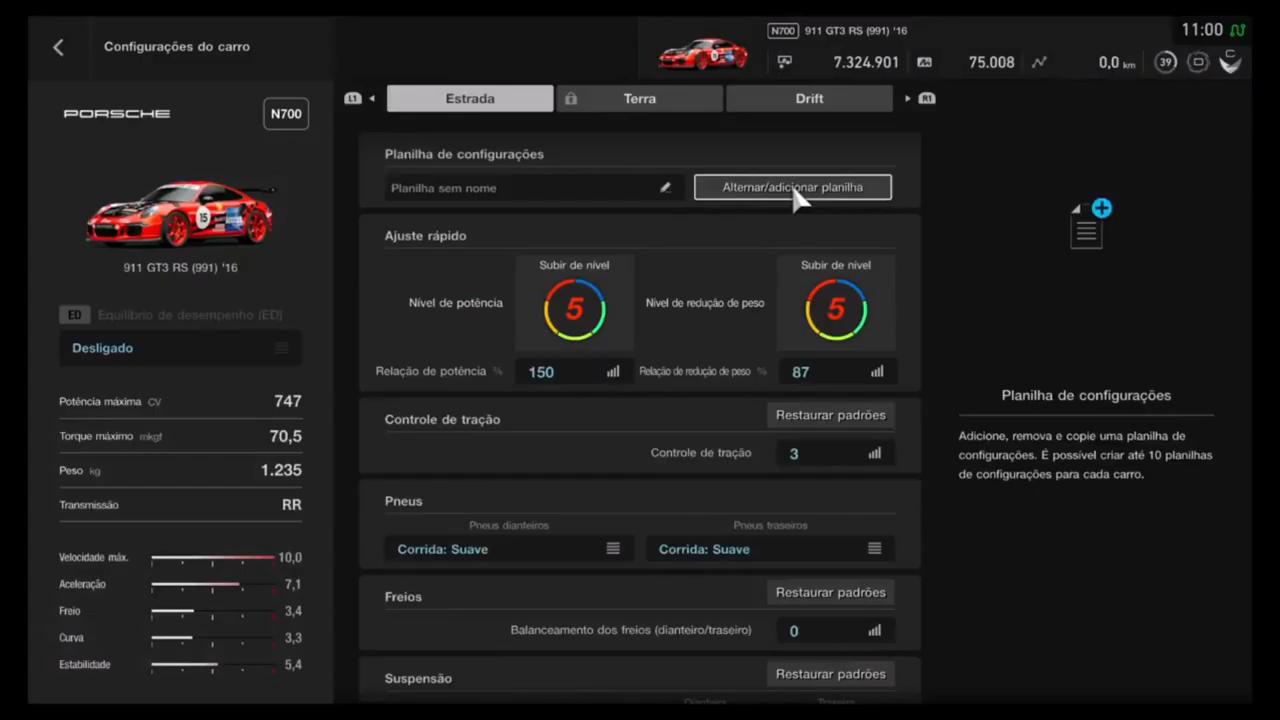 Configurações do carro
N700 911 GT3 RS (991) '16
11:00
7.324.901
75.008
0,0 km
39
PORSCHE
N700
15
911 GT3 RS (991) '16
ED Equilíbrio de desempenho (ED)
Desligado
Potência máxima CV 747
Torque máximo mkgf 70,5
Peso kg 1.235
Transmissão RR
Velocidade máx. 10,0
Aceleração 7,1
Freio 3,4
Curva 3,3
Estabilidade 5,4
L1 Estrada Terra Drift R1
Planilha de configurações
Planilha sem nome
Alternar/adicionar planilha
Ajuste rápido
Subir de nível
Subir de nível
Nível de potência 5
Nível de redução de peso 5
Relação de potência % 150
Relação de redução de peso % 87
Controle de tração
Restaurar padrões
Controle de tração 3
Pneus
Pneus dianteiros
Pneus traseiros
Corrida: Suave
Corrida: Suave
Freios
Restaurar padrões
Balanceamento dos freios (dianteiro/traseiro) 0
Suspensão
Restaurar padrões
Dianteira
Traseira
Planilha de configurações
Adicione, remova e copie uma planilha de
configurações. É possível criar até 10 planilhas
de configurações para cada carro.